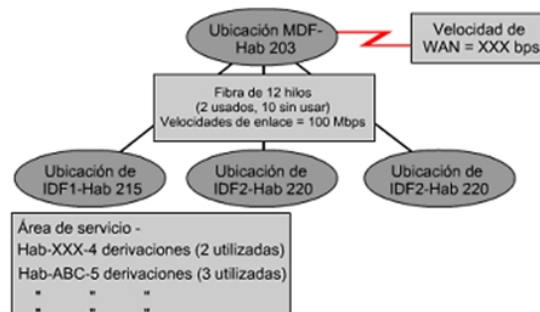 Ubicación MDF-
Hab 203
Velocidad de
WAN = XXX bps
Fibra de 12 hilos
(2 usados, 10 sin usar)
Velocidades de enlace = 100 Mbps
Ubicación de
IDF1-Hab 215
Ubicación de
IDF2-Hab 220
Ubicación de
IDF2-Hab 220
Área de servicio -
Hab-XXX-4 derivaciones (2 utilizadas)
Hab-ABC-5 derivaciones (3 utilizadas)
" " "
" " "